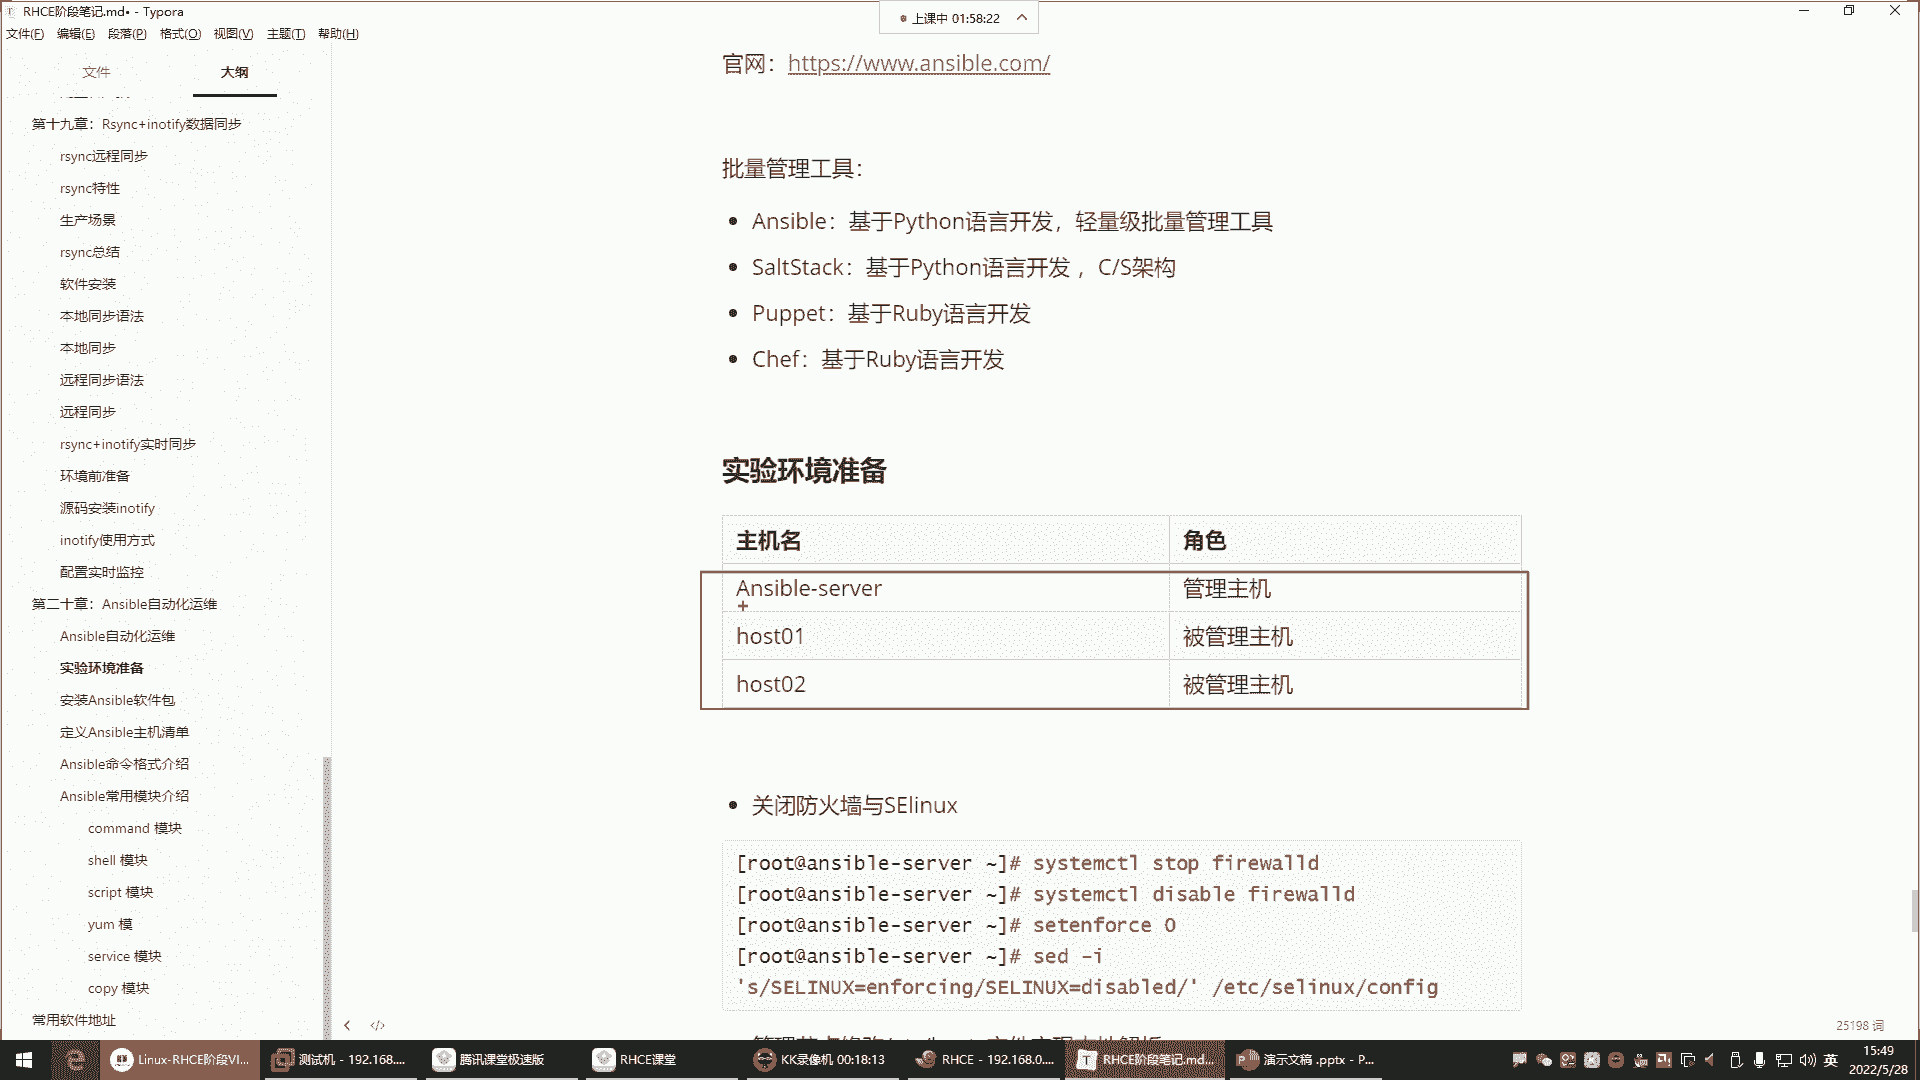 RHCE阶段笔记.md• - Typora
上课中 01:58:22
文件(F) 编辑(E) 段落(P) 格式(O) 视图(V) 主题(T) 帮助(H)
文件 大纲
第十九章：Rsync+inotify数据同步
rsync远程同步
rsync特性
生产场景
rsync总结
软件安装
本地同步语法
本地同步
远程同步语法
远程同步
rsync+inotify实时同步
环境前准备
源码安装inotify
inotify使用方式
配置实时监控
第二十章：Ansible自动化运维
Ansible自动化运维
实验环境准备
安装Ansible软件包
定义Ansible主机清单
Ansible命令格式介绍
Ansible常用模块介绍
command 模块
shell 模块
script 模块
yum 模
service 模块
copy 模块
常用软件地址
官网：https://www.ansible.com/
批量管理工具：
Ansible：基于Python语言开发，轻量级批量管理工具
SaltStack：基于Python语言开发 ，C/S架构
Puppet：基于Ruby语言开发
Chef：基于Ruby语言开发
实验环境准备
主机名 角色
Ansible-server 管理主机
host01 被管理主机
host02 被管理主机
关闭防火墙与SElinux
[root@ansible-server ~]# systemctl stop firewalld
[root@ansible-server ~]# systemctl disable firewalld
[root@ansible-server ~]# setenforce 0
[root@ansible-server ~]# sed -i
's/SELINUX=enforcing/SELINUX=disabled/' /etc/selinux/config
25198 词
Linux-RHCE阶段VI... 测试机 - 192.168.... 腾讯课堂极速版 RHCE课堂 KK录像机 00:18:13 RHCE - 192.168.0.... RHCE阶段笔记.md... 演示文稿 .pptx - P... 英
15:49
2022/5/28